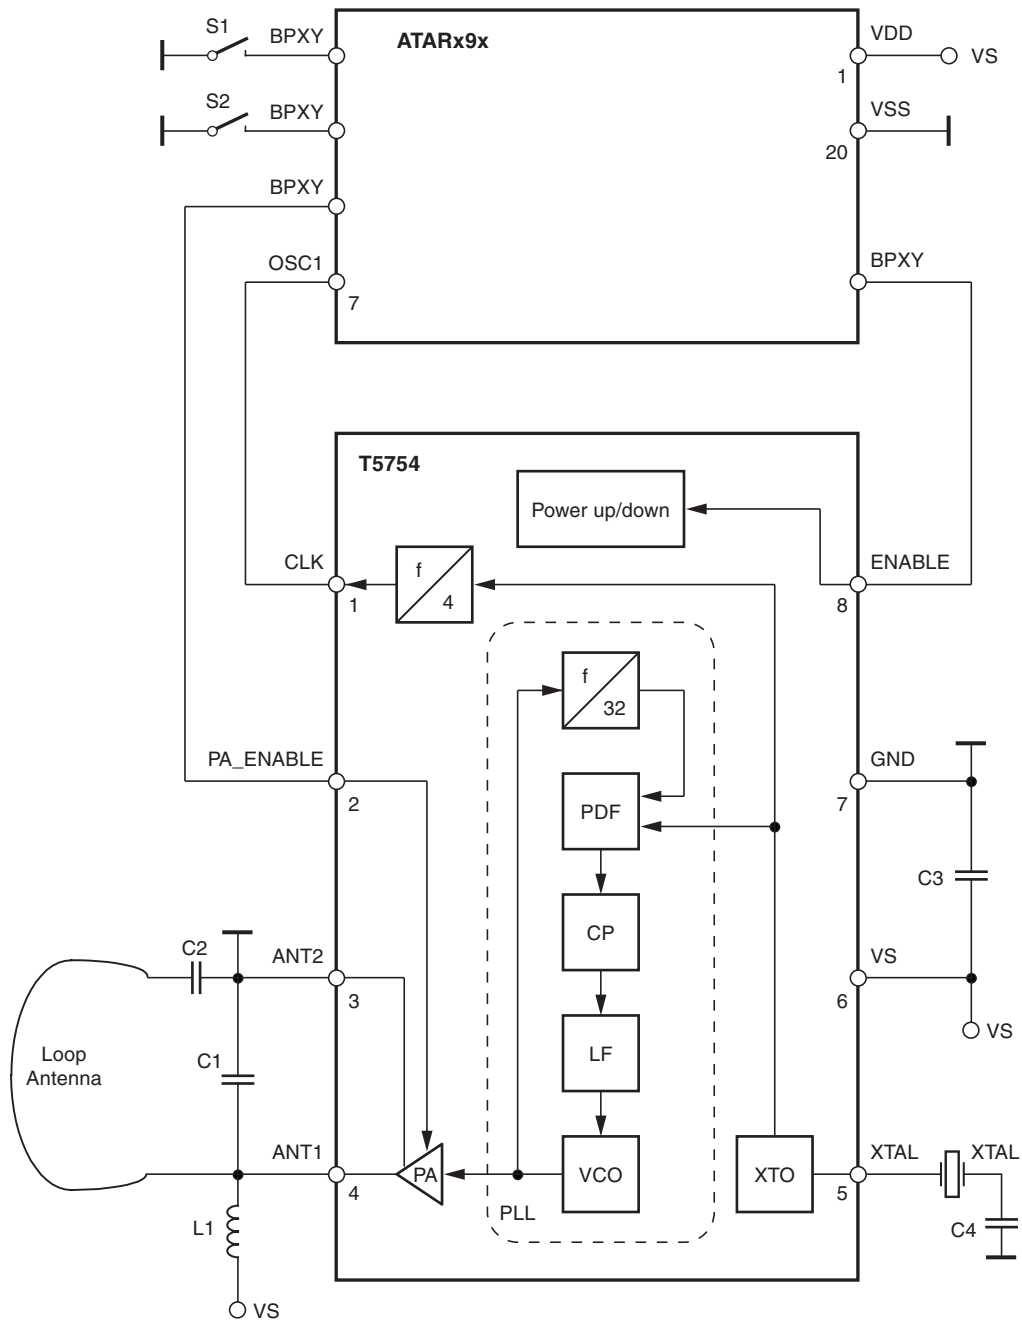 S1
BPXY
ATARx9x
VDD
1
VS
S2
BPXY
VSS
20
BPXY
OSC1
7
BPXY
T5754
Power up/down
CLK
1
f
4
ENABLE
8
f
32
PA_ENABLE
2
GND
7
PDF
C3
CP
C2
ANT2
3
VS
6
VS
LF
Loop
Antenna
C1
ANT1
4
PA
VCO
PLL
XTO
XTAL
5
XTAL
C4
L1
VS